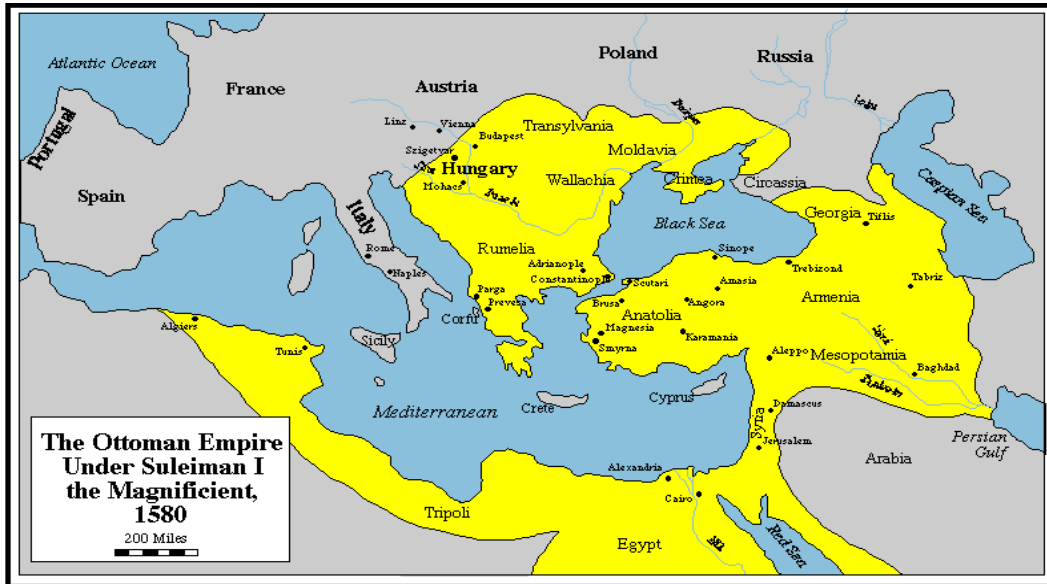 Atlantic Ocean
Portugal
Spain
France
Austria
Poland
Russia
Linz
Vienna
Budapest
Szigetvar
Hungary
Mohacs
Transylvania
Moldavia
Wallachia
Crimea
Circassia
Caspian Sea
Georgia
Tiflis
Black Sea
Italy
Rome
Naples
Rumelia
Adrianople
Constantinople
Scutari
Sinope
Trebizond
Tabriz
Amasia
Armenia
Brusa
Angora
Anatolia
Parga
Preveza
Corfu
Magnesia
Smyrna
Karamania
Algiers
Tunis
Sicily
Aleppo
Mesopotamia
Baghdad
Mediterranean
Crete
Cyprus
Syria
Damascus
Jerusalem
Arabia
Persian
Gulf
Alexandria
Cairo
Tripoli
Egypt
Red Sea
The Ottoman Empire
Under Suleiman I
the Magnificient,
1580
200 Miles